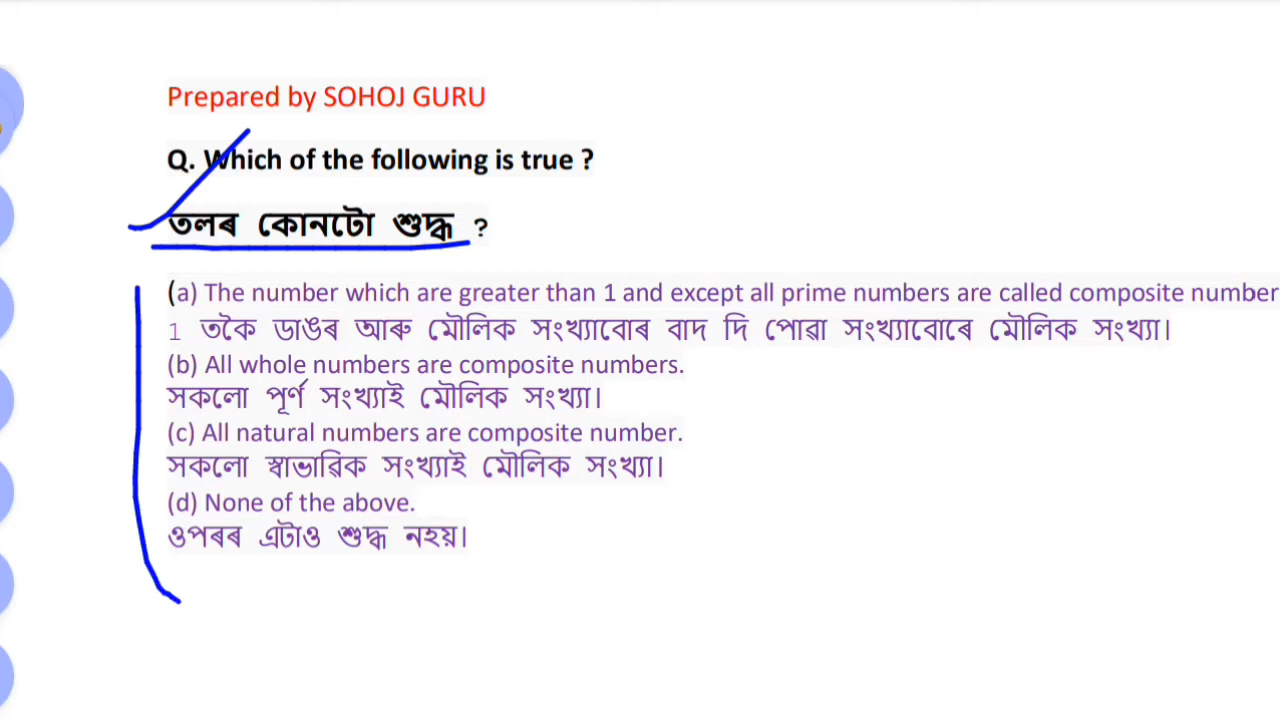 Prepared by SOHOJ GURU
Q. Which of the following is true ?
তলৰ কোনটো শুদ্ধ ?
(a) The number which are greater than 1 and except all prime numbers are called composite number
1 তকৈ ডাঙৰ আৰু মৌলিক সংখ্যাবোৰ বাদ দি পোৱা সংখ্যাবোৰে মৌলিক সংখ্যা।
(b) All whole numbers are composite numbers.
সকলো পূৰ্ণ সংখ্যাই মৌলিক সংখ্যা।
(c) All natural numbers are composite number.
সকলো স্বাভাৱিক সংখ্যাই মৌলিক সংখ্যা।
(d) None of the above.
ওপৰৰ এটাও শুদ্ধ নহয়।